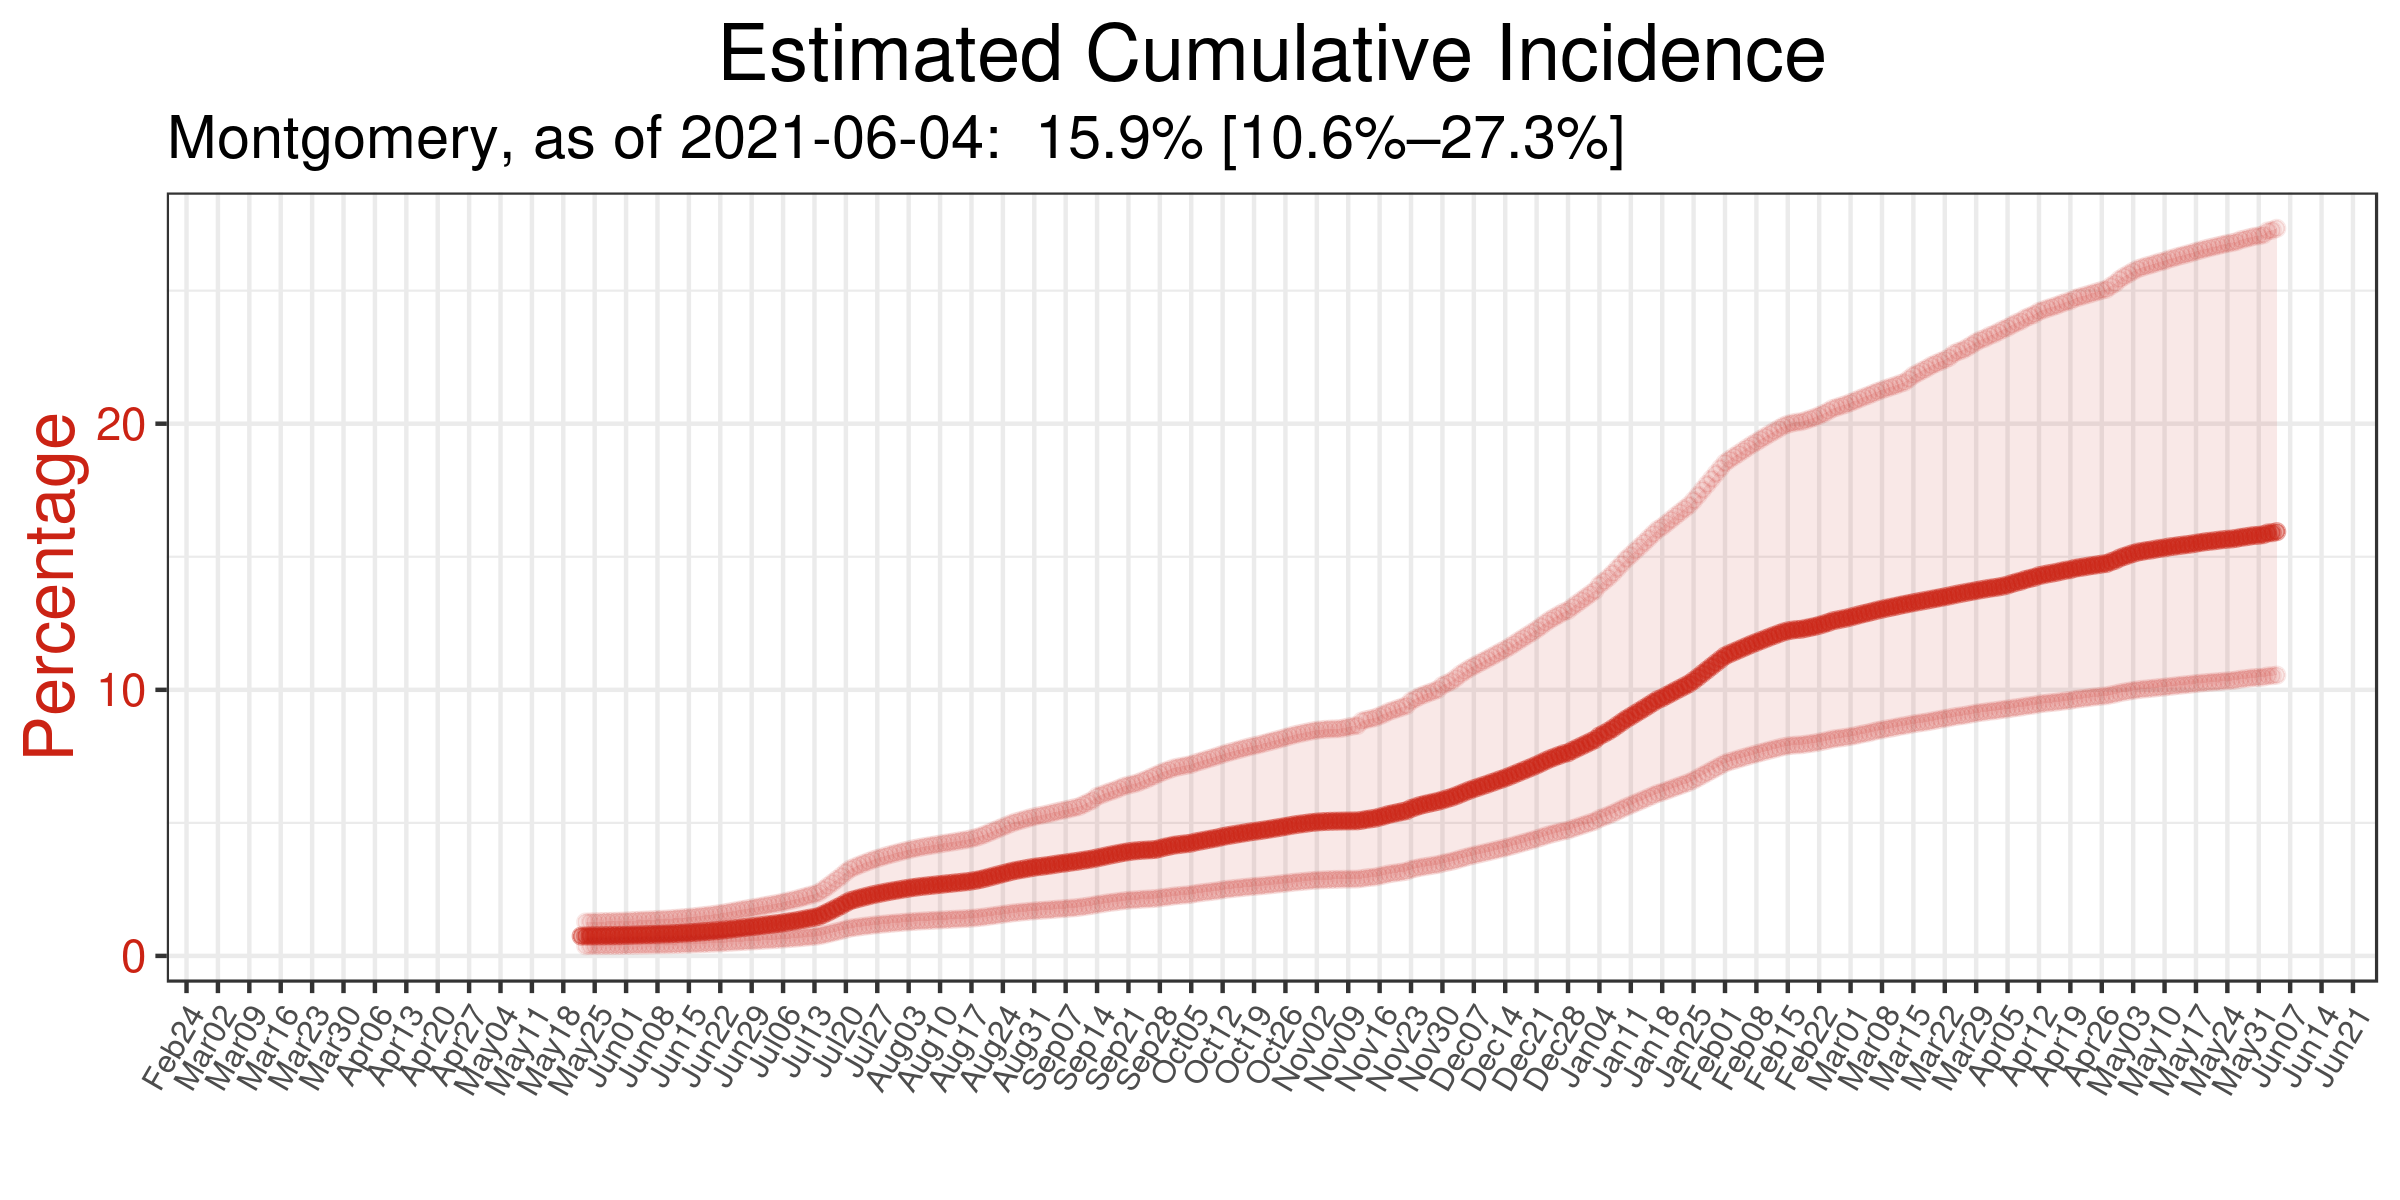 Estimated Cumulative Incidence
Montgomery, as of 2021-06-04:  15.9% [10.6%–27.3%]
Percentage
20
10
0
Feb24
Mar02
Mar09
Mar16
Mar23
Mar30
Apr06
Apr13
Apr20
Apr27
May04
May11
May18
May25
Jun01
Jun08
Jun15
Jun22
Jun29
Jul06
Jul13
Jul20
Jul27
Aug03
Aug10
Aug17
Aug24
Aug31
Sep07
Sep14
Sep21
Sep28
Oct05
Oct12
Oct19
Oct26
Nov02
Nov09
Nov16
Nov23
Nov30
Dec07
Dec14
Dec21
Dec28
Jan04
Jan11
Jan18
Jan25
Feb01
Feb08
Feb15
Feb22
Mar01
Mar08
Mar15
Mar22
Mar29
Apr05
Apr12
Apr19
Apr26
May03
May10
May17
May24
May31
Jun07
Jun14
Jun21